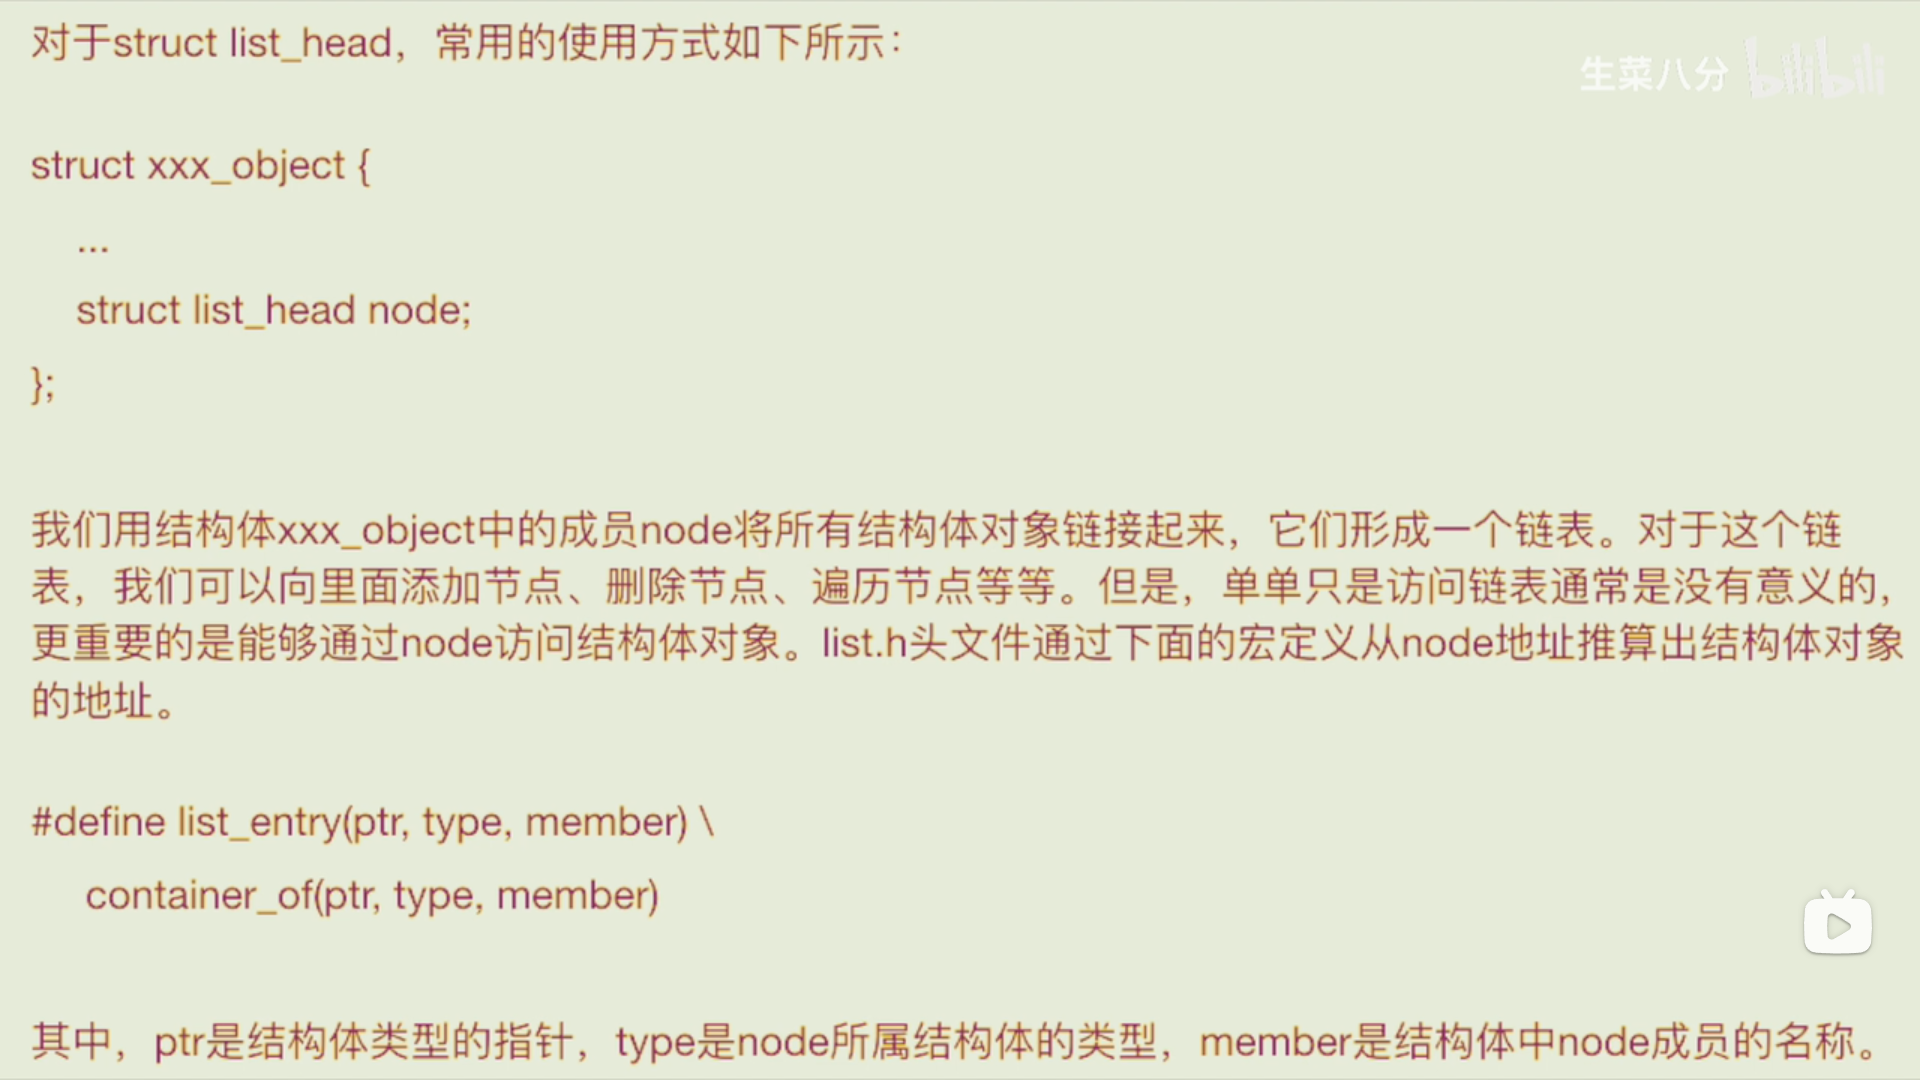 对于struct list_head，常用的使用方式如下所示：
生菜八分 bilibili
struct xxx_object {
...
struct list_head node;
};
我们用结构体xxx_object中的成员node将所有结构体对象链接起来，它们形成一个链表。对于这个链
表，我们可以向里面添加节点、删除节点、遍历节点等等。但是，单单只是访问链表通常是没有意义的，
更重要的是能够通过node访问结构体对象。list.h头文件通过下面的宏定义从node地址推算出结构体对象
的地址。
#define list_entry(ptr, type, member) \
container_of(ptr, type, member)
其中，ptr是结构体类型的指针，type是node所属结构体的类型，member是结构体中node成员的名称。